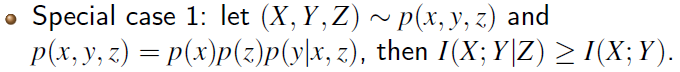 • Special case 1: let (X, Y, Z) ∼ p(x, y, z) and
p(x, y, z) = p(x)p(z)p(y|x, z), then I(X; Y|Z) ≥ I(X; Y).